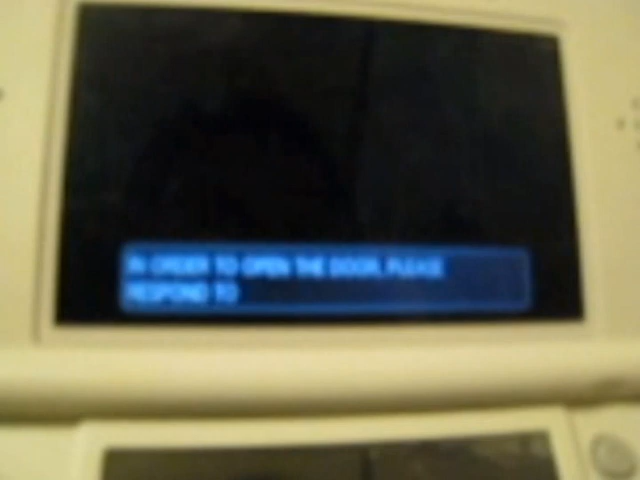 IN ORDER TO OPEN THE DOOR, PLEASE
RESPOND TO